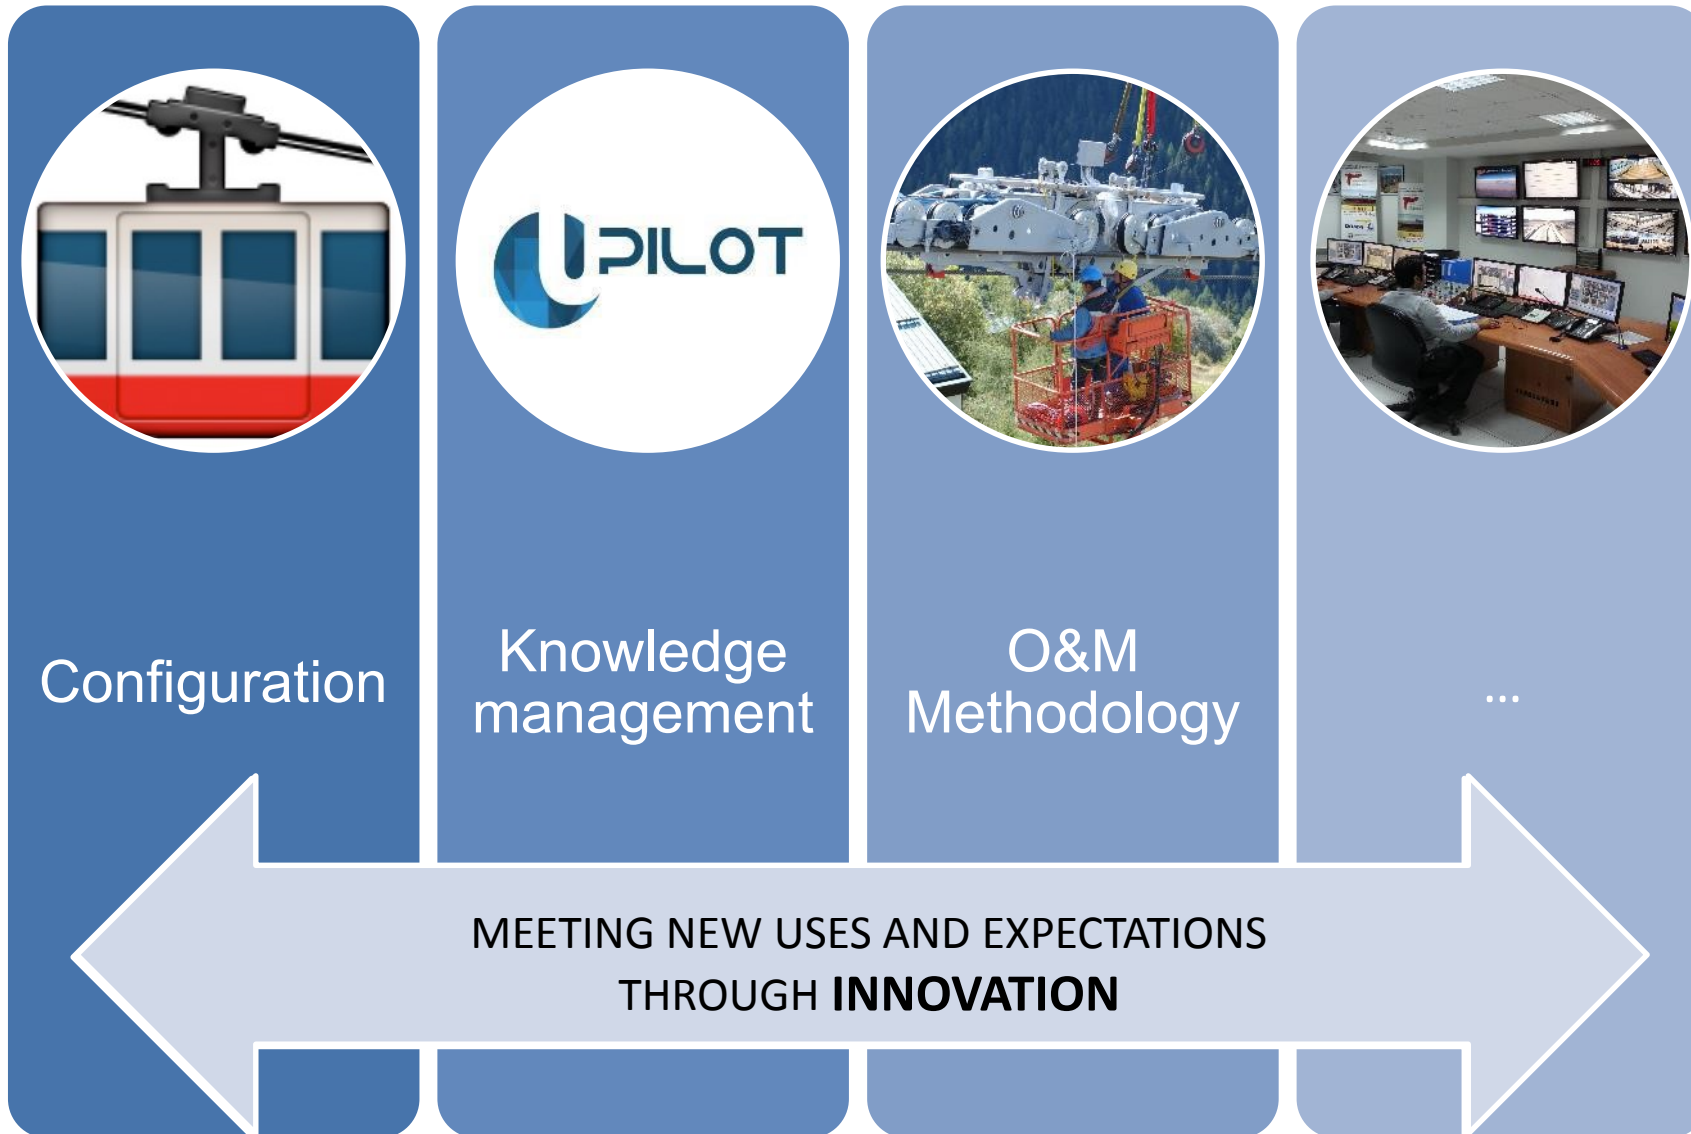 UPILOT
Configuration
Knowledge
management
O&M
Methodology
...
MEETING NEW USES AND EXPECTATIONS
THROUGH INNOVATION